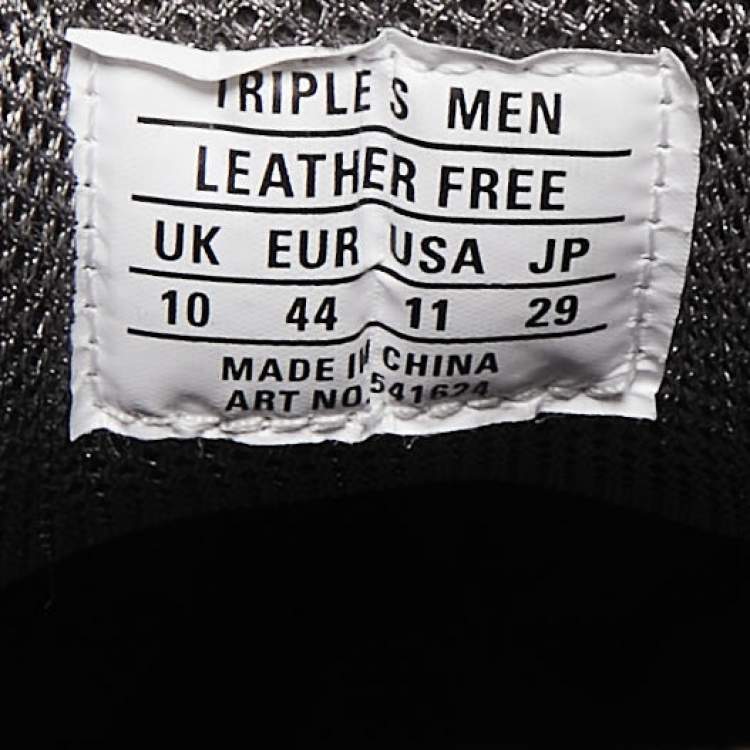 TRIPLE S MEN
LEATHER FREE
UK EUR USA JP
10 44 11 29
MADE IN CHINA
ART NO. 541624